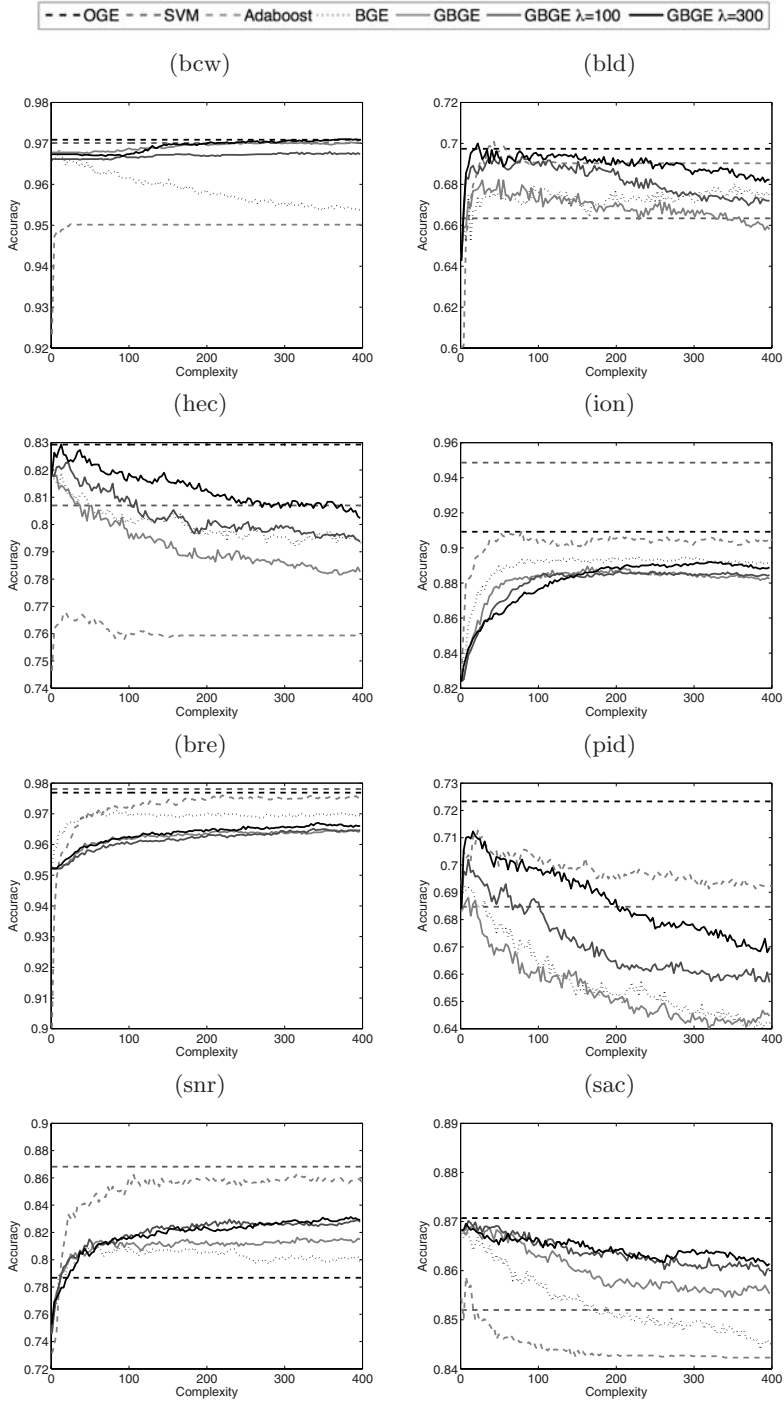 OGE SVM Adaboost BGE GBGE GBGE λ=100 GBGE λ=300
(bcw) (bld)
0.98
0.97
0.96
0.95
0.94
0.93
0.92
Accuracy
0 100 200 300 400
Complexity
0.72
0.7
0.68
0.66
0.64
0.62
0.6
Accuracy
0 100 200 300 400
Complexity
(hec) (ion)
0.83
0.82
0.81
0.8
0.79
0.78
0.77
0.76
0.75
0.74
Accuracy
0 100 200 300 400
Complexity
0.96
0.94
0.92
0.9
0.88
0.86
0.84
0.82
Accuracy
0 100 200 300 400
Complexity
(bre) (pid)
0.98
0.97
0.96
0.95
0.94
0.93
0.92
0.91
0.9
Accuracy
0 100 200 300 400
Complexity
0.73
0.72
0.71
0.7
0.69
0.68
0.67
0.66
0.65
0.64
Accuracy
0 100 200 300 400
Complexity
(snr) (sac)
0.9
0.88
0.86
0.84
0.82
0.8
0.78
0.76
0.74
0.72
Accuracy
0 100 200 300 400
Complexity
0.89
0.88
0.87
0.86
0.85
0.84
Accuracy
0 100 200 300 400
Complexity